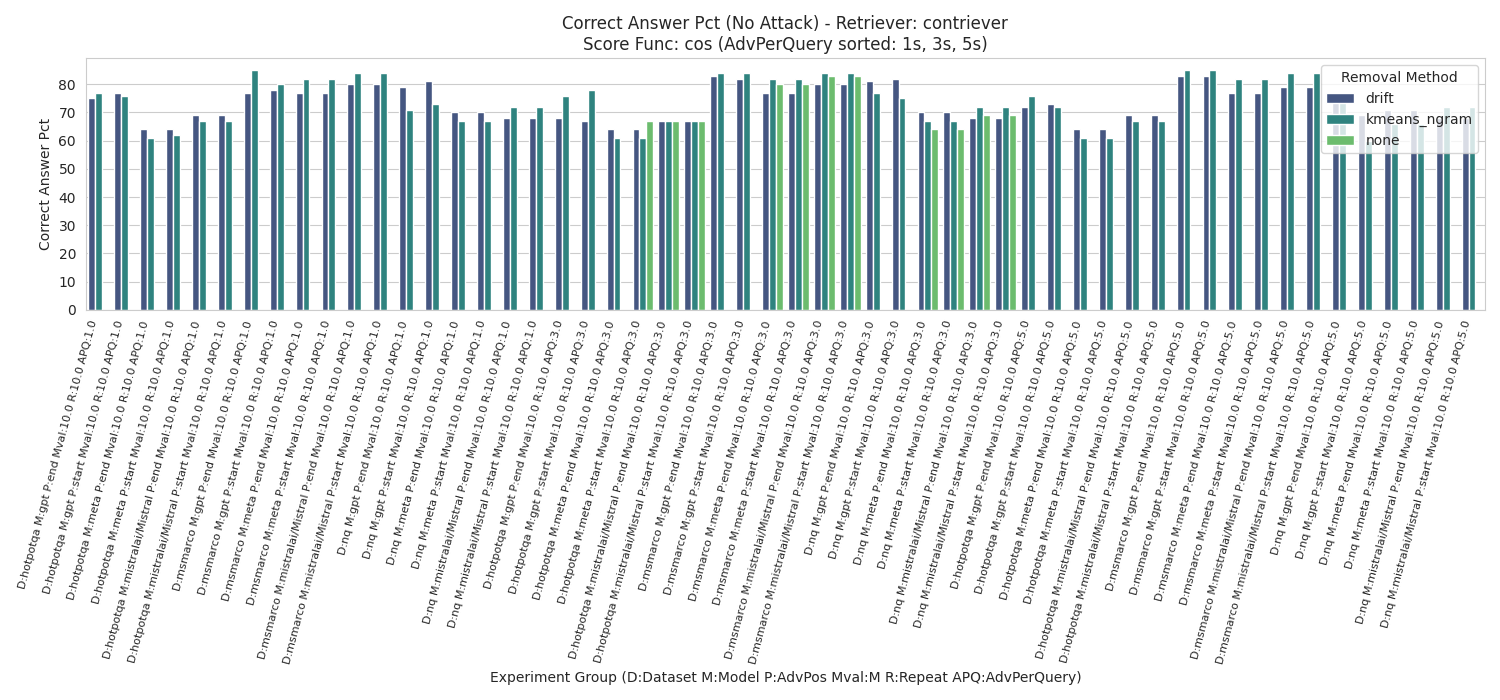 Correct Answer Pct (No Attack) - Retriever: contriever
Score Func: cos (AdvPerQuery sorted: 1s, 3s, 5s)
Correct Answer Pct
80
70
60
50
40
30
20
10
0
Removal Method
drift
kmeans_ngram
none
D:hotpotqa M:gpt P:end Mval:10.0 R:10.0 APQ:1.0
D:hotpotqa M:gpt P:start Mval:10.0 R:10.0 APQ:1.0
D:hotpotqa M:meta P:end Mval:10.0 R:10.0 APQ:1.0
D:hotpotqa M:meta P:start Mval:10.0 R:10.0 APQ:1.0
D:hotpotqa M:mistralai/Mistral P:end Mval:10.0 R:10.0 APQ:1.0
D:hotpotqa M:mistralai/Mistral P:start Mval:10.0 R:10.0 APQ:1.0
D:msmarco M:gpt P:end Mval:10.0 R:10.0 APQ:1.0
D:msmarco M:gpt P:start Mval:10.0 R:10.0 APQ:1.0
D:msmarco M:meta P:end Mval:10.0 R:10.0 APQ:1.0
D:msmarco M:meta P:start Mval:10.0 R:10.0 APQ:1.0
D:msmarco M:mistralai/Mistral P:end Mval:10.0 R:10.0 APQ:1.0
D:msmarco M:mistralai/Mistral P:start Mval:10.0 R:10.0 APQ:1.0
D:nq M:gpt P:end Mval:10.0 R:10.0 APQ:1.0
D:nq M:gpt P:start Mval:10.0 R:10.0 APQ:1.0
D:nq M:meta P:end Mval:10.0 R:10.0 APQ:1.0
D:nq M:meta P:start Mval:10.0 R:10.0 APQ:1.0
D:nq M:mistralai/Mistral P:end Mval:10.0 R:10.0 APQ:1.0
D:nq M:mistralai/Mistral P:start Mval:10.0 R:10.0 APQ:1.0
D:hotpotqa M:gpt P:end Mval:10.0 R:10.0 APQ:3.0
D:hotpotqa M:gpt P:start Mval:10.0 R:10.0 APQ:3.0
D:hotpotqa M:meta P:end Mval:10.0 R:10.0 APQ:3.0
D:hotpotqa M:meta P:start Mval:10.0 R:10.0 APQ:3.0
D:hotpotqa M:mistralai/Mistral P:end Mval:10.0 R:10.0 APQ:3.0
D:hotpotqa M:mistralai/Mistral P:start Mval:10.0 R:10.0 APQ:3.0
D:msmarco M:gpt P:end Mval:10.0 R:10.0 APQ:3.0
D:msmarco M:gpt P:start Mval:10.0 R:10.0 APQ:3.0
D:msmarco M:meta P:end Mval:10.0 R:10.0 APQ:3.0
D:msmarco M:meta P:start Mval:10.0 R:10.0 APQ:3.0
D:msmarco M:mistralai/Mistral P:end Mval:10.0 R:10.0 APQ:3.0
D:msmarco M:mistralai/Mistral P:start Mval:10.0 R:10.0 APQ:3.0
D:nq M:gpt P:end Mval:10.0 R:10.0 APQ:3.0
D:nq M:gpt P:start Mval:10.0 R:10.0 APQ:3.0
D:nq M:meta P:end Mval:10.0 R:10.0 APQ:3.0
D:nq M:meta P:start Mval:10.0 R:10.0 APQ:3.0
D:nq M:mistralai/Mistral P:end Mval:10.0 R:10.0 APQ:3.0
D:nq M:mistralai/Mistral P:start Mval:10.0 R:10.0 APQ:3.0
D:hotpotqa M:gpt P:end Mval:10.0 R:10.0 APQ:5.0
D:hotpotqa M:gpt P:start Mval:10.0 R:10.0 APQ:5.0
D:hotpotqa M:meta P:end Mval:10.0 R:10.0 APQ:5.0
D:hotpotqa M:meta P:start Mval:10.0 R:10.0 APQ:5.0
D:hotpotqa M:mistralai/Mistral P:end Mval:10.0 R:10.0 APQ:5.0
D:hotpotqa M:mistralai/Mistral P:start Mval:10.0 R:10.0 APQ:5.0
D:msmarco M:gpt P:end Mval:10.0 R:10.0 APQ:5.0
D:msmarco M:gpt P:start Mval:10.0 R:10.0 APQ:5.0
D:msmarco M:meta P:end Mval:10.0 R:10.0 APQ:5.0
D:msmarco M:meta P:start Mval:10.0 R:10.0 APQ:5.0
D:msmarco M:mistralai/Mistral P:end Mval:10.0 R:10.0 APQ:5.0
D:msmarco M:mistralai/Mistral P:start Mval:10.0 R:10.0 APQ:5.0
D:nq M:gpt P:end Mval:10.0 R:10.0 APQ:5.0
D:nq M:gpt P:start Mval:10.0 R:10.0 APQ:5.0
D:nq M:meta P:end Mval:10.0 R:10.0 APQ:5.0
D:nq M:meta P:start Mval:10.0 R:10.0 APQ:5.0
D:nq M:mistralai/Mistral P:end Mval:10.0 R:10.0 APQ:5.0
D:nq M:mistralai/Mistral P:start Mval:10.0 R:10.0 APQ:5.0
Experiment Group (D:Dataset M:Model P:AdvPos Mval:M R:Repeat APQ:AdvPerQuery)